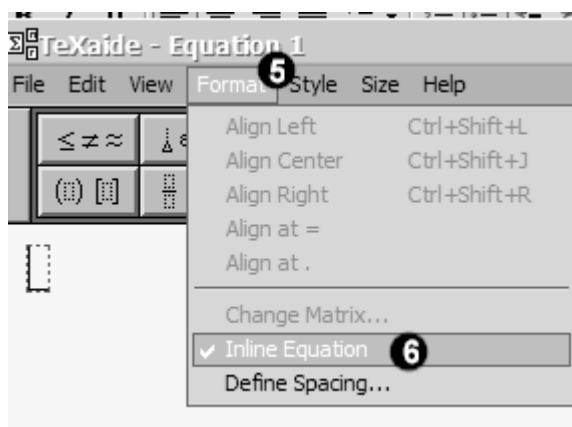 TeXaide - Equation 1
File Edit View Format 5 Style Size Help
≤ ≠ ≈
Align Left Ctrl+Shift+L
Align Center Ctrl+Shift+J
Align Right Ctrl+Shift+R
Align at =
Align at .
Change Matrix...
Inline Equation 6
Define Spacing...